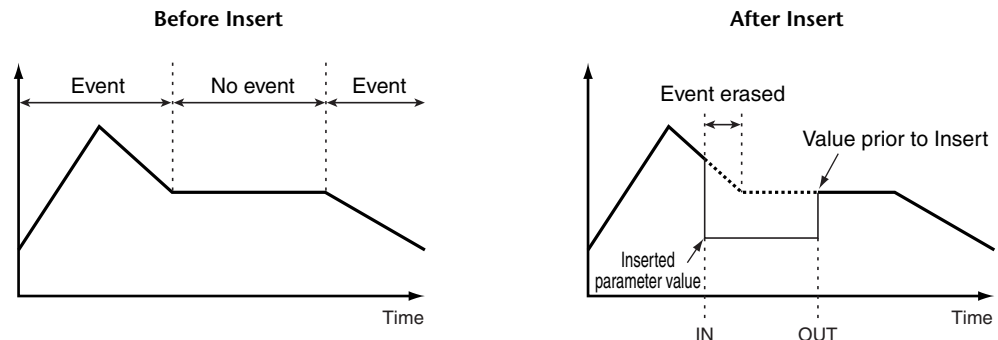 Before Insert
Event
No event
Event
Time
After Insert
Event erased
Value prior to Insert
Inserted
parameter value
Time
IN
OUT